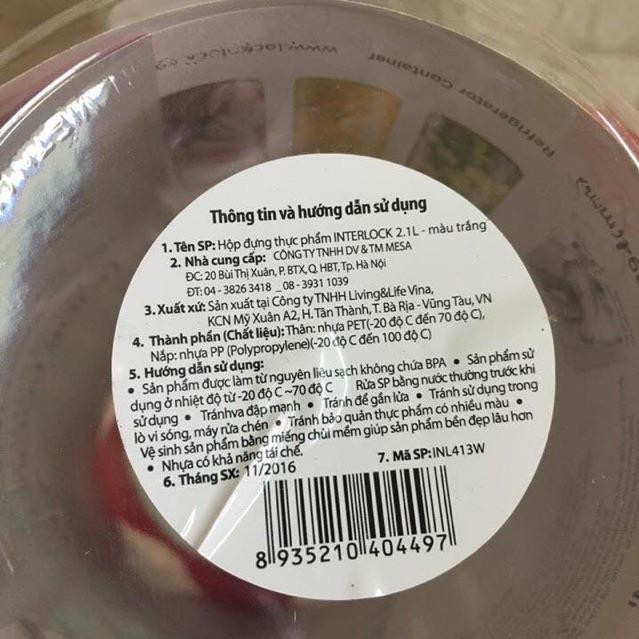 www.locknlock.co
Refrigerator Container
Thông tin và hướng dẫn sử dụng
1. Tên SP: Hộp đựng thực phẩm INTERLOCK 2.1L - màu trắng
2. Nhà cung cấp: CÔNG TY TNHH DV & TM MESA
ĐC: 20 Bùi Thị Xuân, P. BTX, Q. HBT, Tp. Hà Nội
ĐT: 04 - 3826 3418 _ 08 - 3931 1039
3. Xuất xứ: Sản xuất tại Công ty TNHH Living&Life Vina,
KCN Mỹ Xuân A2, H. Tân Thành, T. Bà Rịa - Vũng Tàu, VN
4. Thành phần (Chất liệu): Thân: nhựa PET(-20 độ C đến 70 độ C),
Nắp: nhựa PP (Polypropylene)(-20 độ C đến 100 độ C)
5. Hướng dẫn sử dụng:
• Sản phẩm được làm từ nguyên liệu sạch không chứa BPA • Sản phẩm sử
dụng ở nhiệt độ từ -20 độ C ~70 độ C Rửa SP bằng nước thường trước khi
sử dụng • Tránh va đập mạnh • Tránh để gần lửa • Tránh sử dụng trong
lò vi sóng, máy rửa chén • Tránh bảo quản thực phẩm có nhiều màu •
Vệ sinh sản phẩm bằng miếng chùi mềm giúp sản phẩm bền đẹp lâu hơn
• Nhựa có khả năng tái chế.
6. Tháng SX: 11/2016 7. Mã SP: INL413W
8 935210 404497